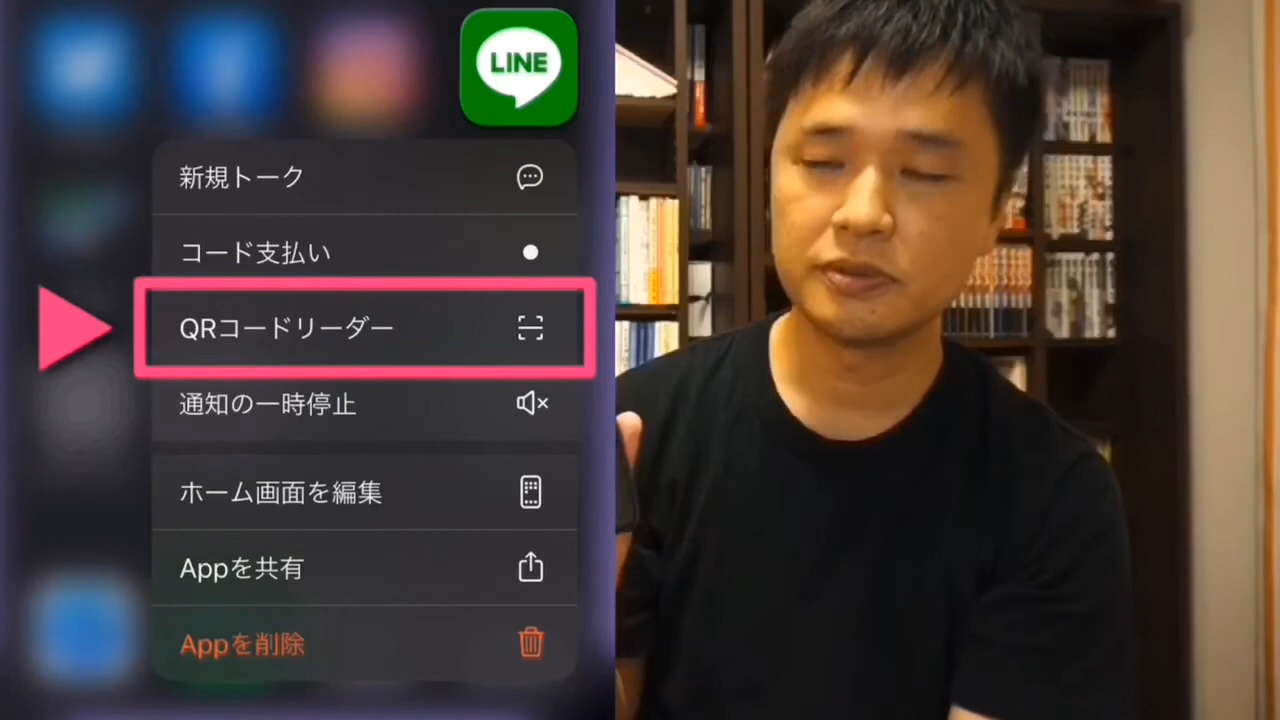 LINE
新規トーク
コード支払い
QRコードリーダー
通知の一時停止
ホーム画面を編集
Appを共有
Appを削除